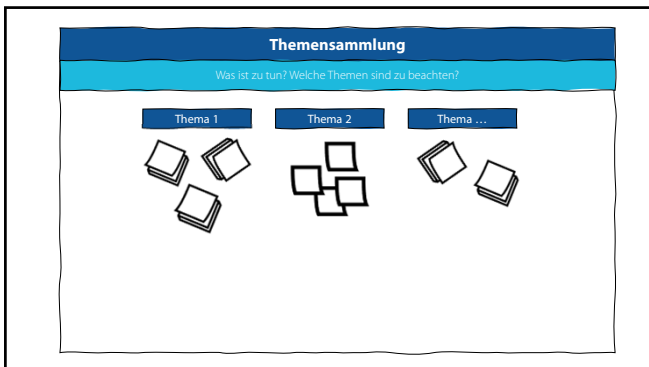 Themensammlung
Was ist zu tun? Welche Themen sind zu beachten?
Thema 1
Thema 2
Thema …